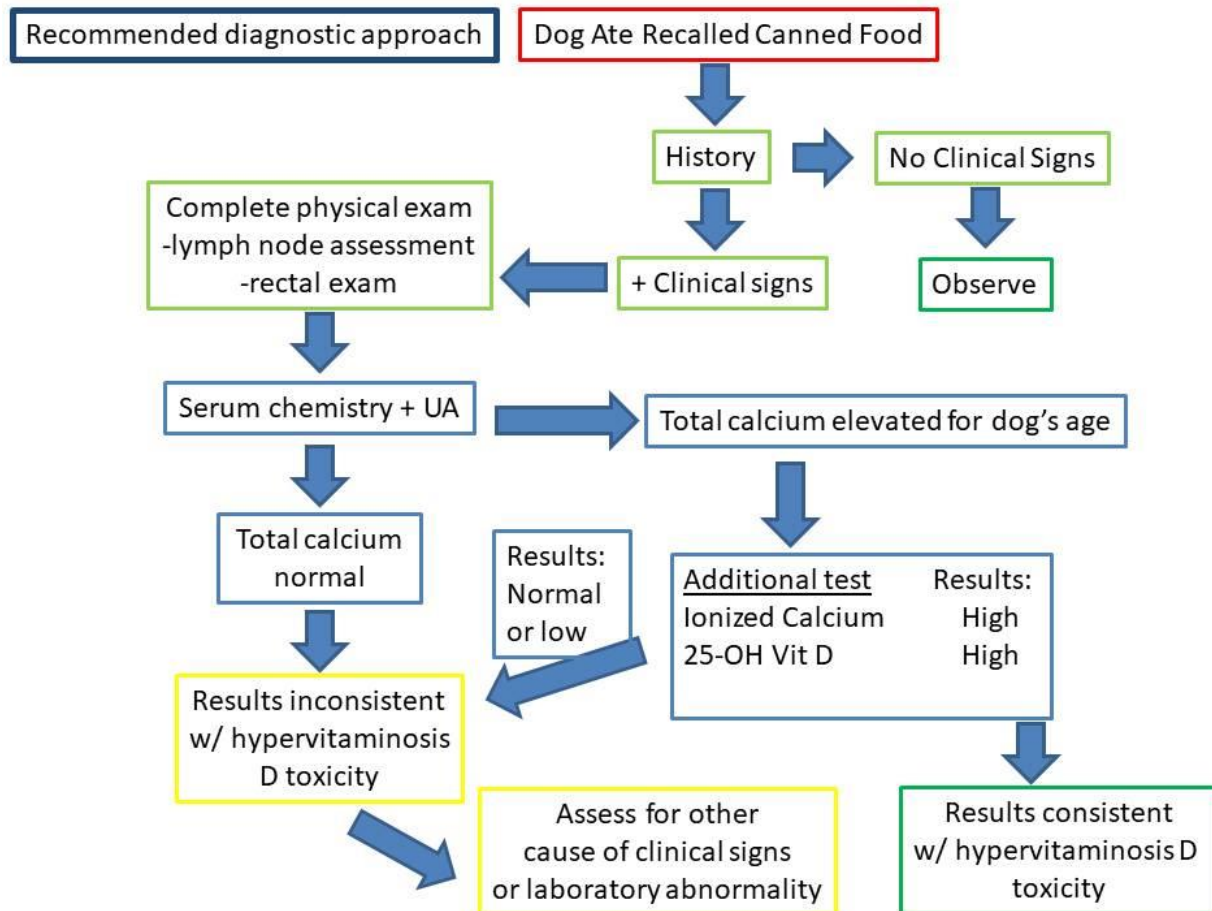 Recommended diagnostic approach
Dog Ate Recalled Canned Food
History
No Clinical Signs
Complete physical exam
-lymph node assessment
-rectal exam
+ Clinical signs
Observe
Serum chemistry + UA
Total calcium elevated for dog's age
Total calcium
normal
Results:
Normal
or low
Additional test Results:
Ionized Calcium High
25-OH Vit D High
Results inconsistent
w/ hypervitaminosis
D toxicity
Assess for other
cause of clinical signs
or laboratory abnormality
Results consistent
w/ hypervitaminosis D
toxicity